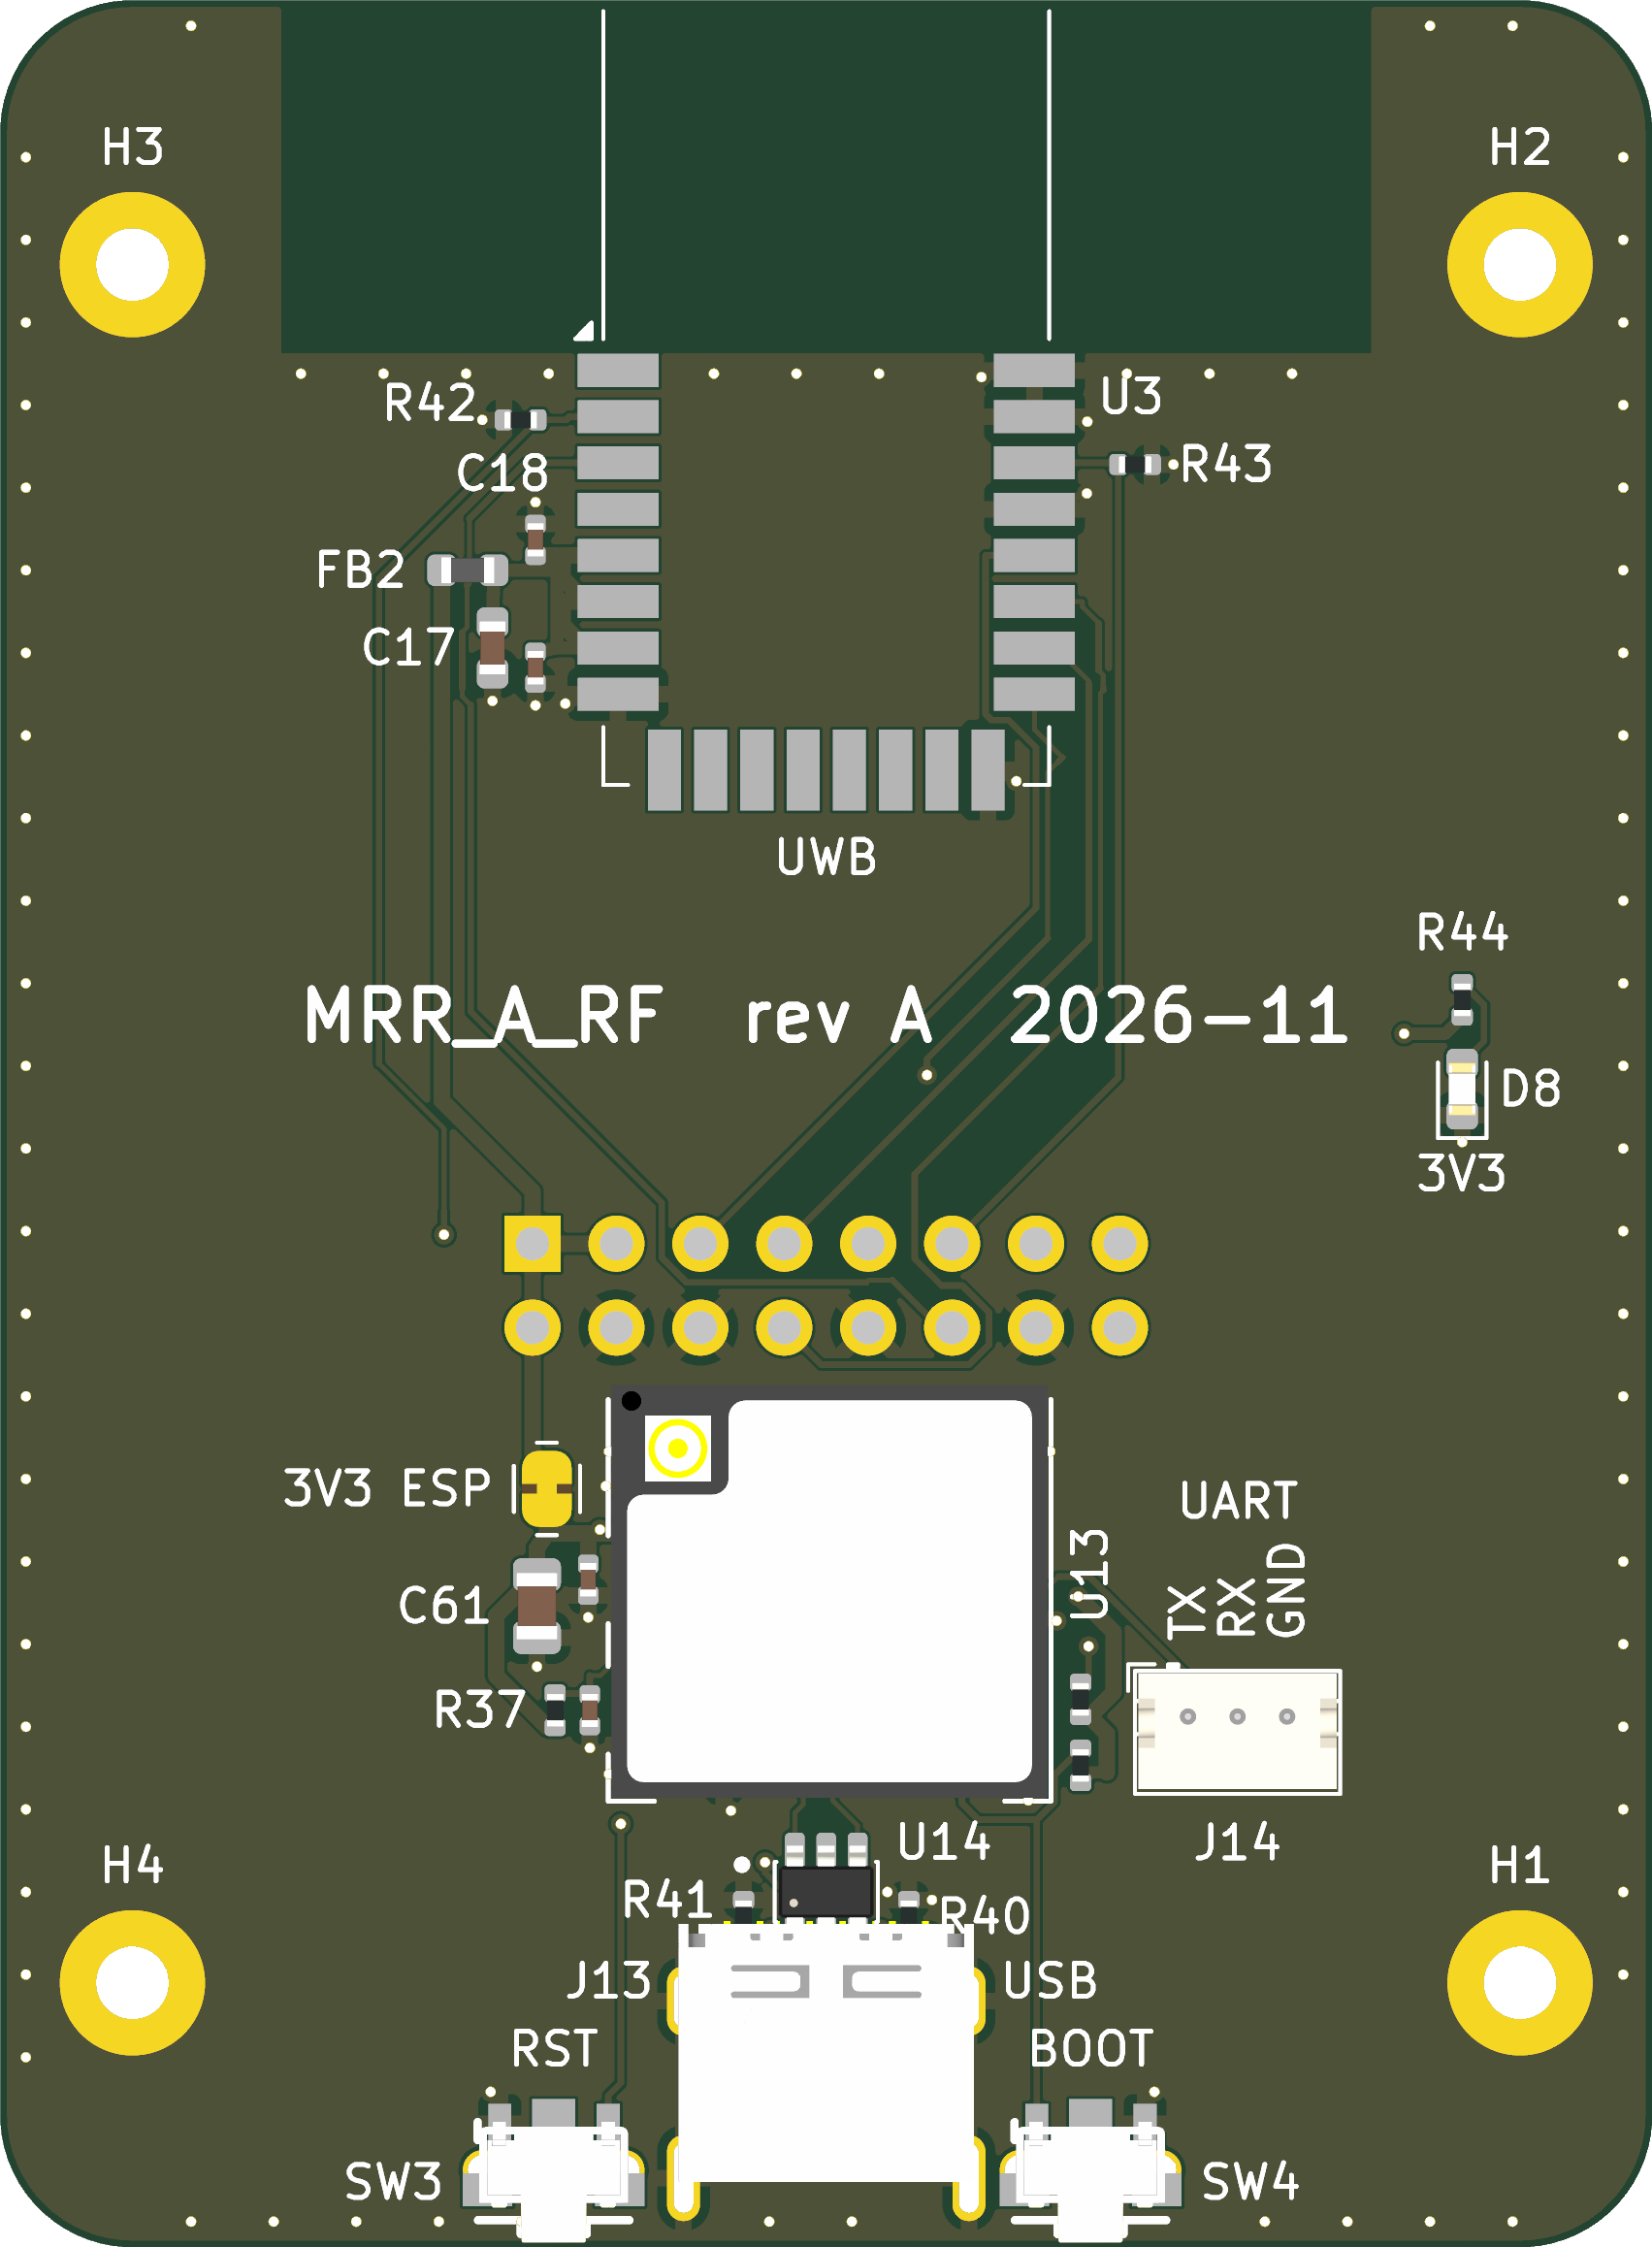 H3
H2
R42
U3
C18
R43
FB2
C17
UWB
R44
MRR_A_RF rev A 2026-11
D8
3V3
3V3 ESP
UART
U13
TX
RX
GND
C61
R37
U14
J14
H4
H1
R41
R40
J13
USB
RST
BOOT
SW3
SW4